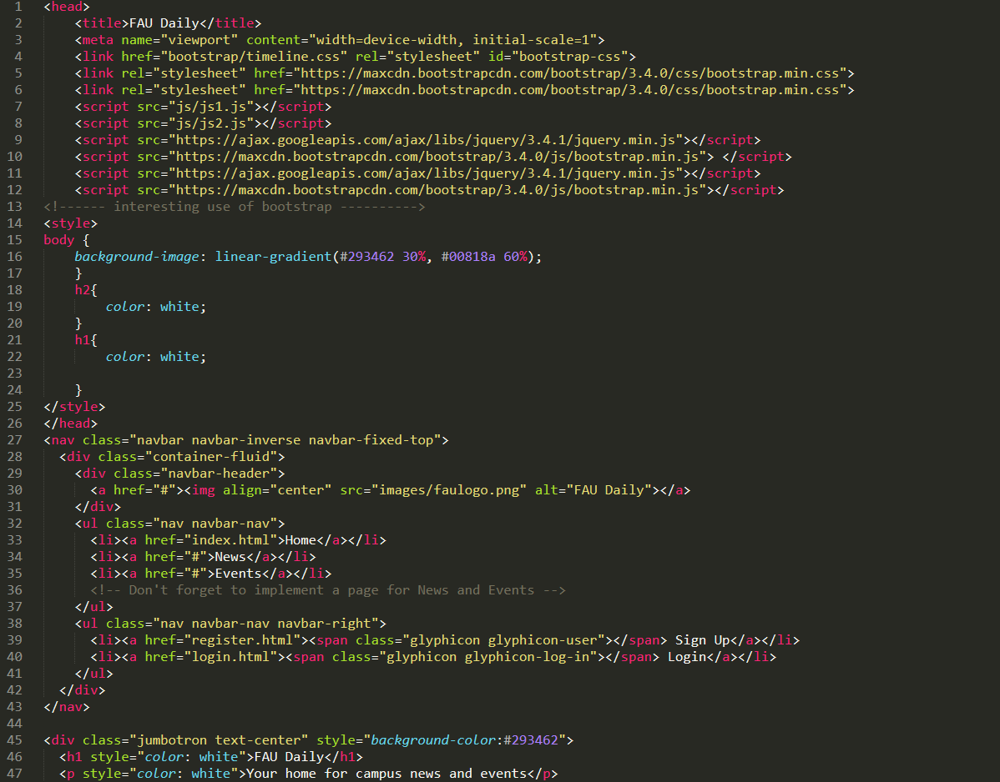 1 <head>
2 <title>FAU Daily</title>
3 <meta name="viewport" content="width=device-width, initial-scale=1">
4 <link href="bootstrap/timeline.css" rel="stylesheet" id="bootstrap-css">
5 <link rel="stylesheet" href="https://maxcdn.bootstrapcdn.com/bootstrap/3.4.0/css/bootstrap.min.css">
6 <link rel="stylesheet" href="https://maxcdn.bootstrapcdn.com/bootstrap/3.4.0/css/bootstrap.min.css">
7 <script src="js/js1.js"></script>
8 <script src="js/js2.js"></script>
9 <script src="https://ajax.googleapis.com/ajax/libs/jquery/3.4.1/jquery.min.js"></script>
10 <script src="https://maxcdn.bootstrapcdn.com/bootstrap/3.4.0/js/bootstrap.min.js"> </script>
11 <script src="https://ajax.googleapis.com/ajax/libs/jquery/3.4.1/jquery.min.js"></script>
12 <script src="https://maxcdn.bootstrapcdn.com/bootstrap/3.4.0/js/bootstrap.min.js"></script>
13 <!------ interesting use of bootstrap ---------->
14 <style>
15 body {
16 background-image: linear-gradient(#293462 30%, #00818a 60%);
17 }
18 h2{
19 color: white;
20 }
21 h1{
22 color: white;
23
24 }
25 </style>
26 </head>
27 <nav class="navbar navbar-inverse navbar-fixed-top">
28 <div class="container-fluid">
29 <div class="navbar-header">
30 <a href="#"><img align="center" src="images/faulogo.png" alt="FAU Daily"></a>
31 </div>
32 <ul class="nav navbar-nav">
33 <li><a href="index.html">Home</a></li>
34 <li><a href="#">News</a></li>
35 <li><a href="#">Events</a></li>
36 <!-- Don't forget to implement a page for News and Events -->
37 </ul>
38 <ul class="nav navbar-nav navbar-right">
39 <li><a href="register.html"><span class="glyphicon glyphicon-user"></span> Sign Up</a></li>
40 <li><a href="login.html"><span class="glyphicon glyphicon-log-in"></span> Login</a></li>
41 </ul>
42 </div>
43 </nav>
44
45 <div class="jumbotron text-center" style="background-color:#293462">
46 <h1 style="color: white">FAU Daily</h1>
47 <p style="color: white">Your home for campus news and events</p>